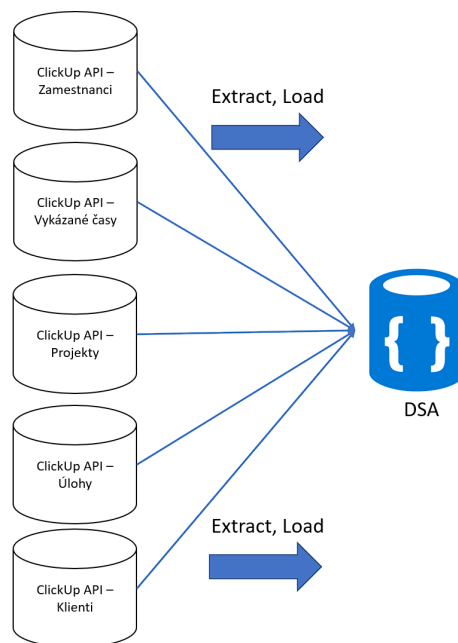 ClickUp API –
Zamestnanci
Extract, Load
ClickUp API –
Vykázané časy
ClickUp API –
Projekty
{ }
DSA
ClickUp API –
Úlohy
Extract, Load
ClickUp API –
Klienti